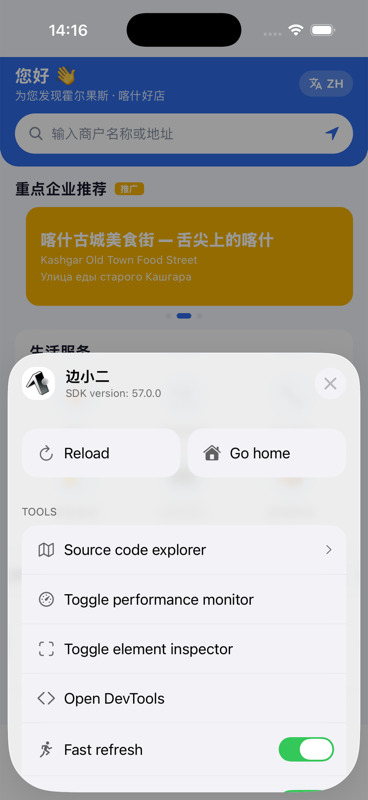 14:16
您好 👋
ZH
为您发现霍尔果斯 · 喀什好店
输入商户名称或地址
重点企业推荐
推广
喀什古城美食街 — 舌尖上的喀什
Kashgar Old Town Food Street
Улица еды старого Кашгара
生活服务
边小二
SDK version: 57.0.0
Reload
Go home
TOOLS
Source code explorer
Toggle performance monitor
Toggle element inspector
Open DevTools
Fast refresh